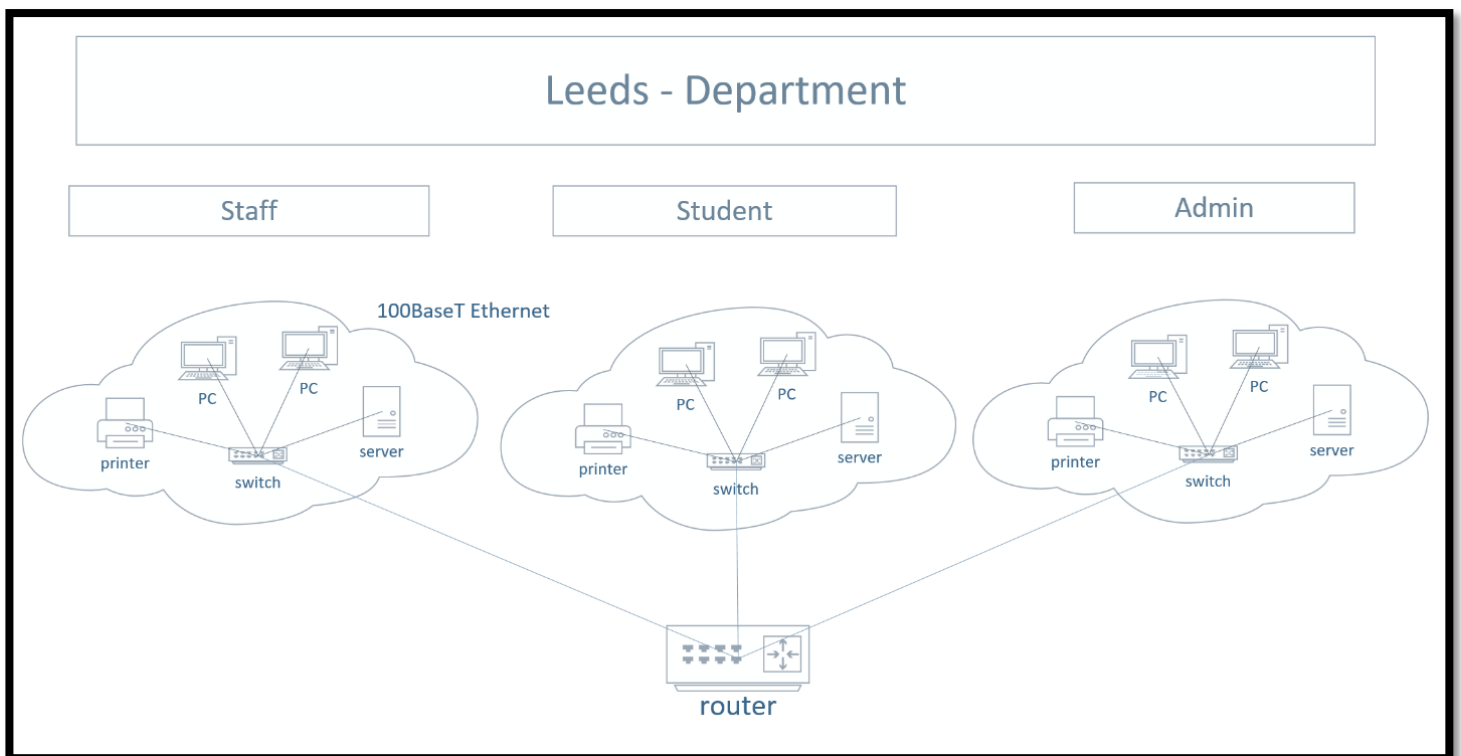 Leeds - Department
Staff
Student
Admin
100BaseT Ethernet
PC
PC
printer
server
switch
PC
PC
printer
server
switch
PC
PC
printer
server
switch
router